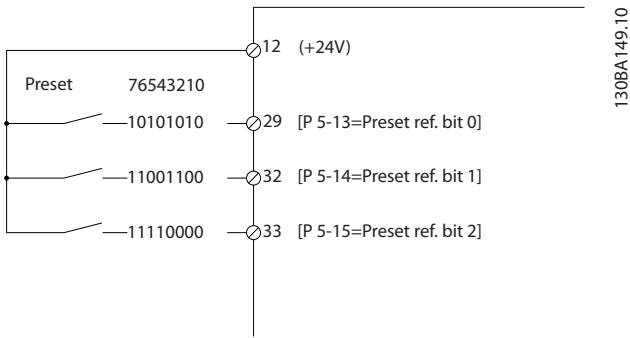 12 (+24V)
Preset 76543210
10101010 29 [P 5-13=Preset ref. bit 0]
11001100 32 [P 5-14=Preset ref. bit 1]
11110000 33 [P 5-15=Preset ref. bit 2]
130BA149.10